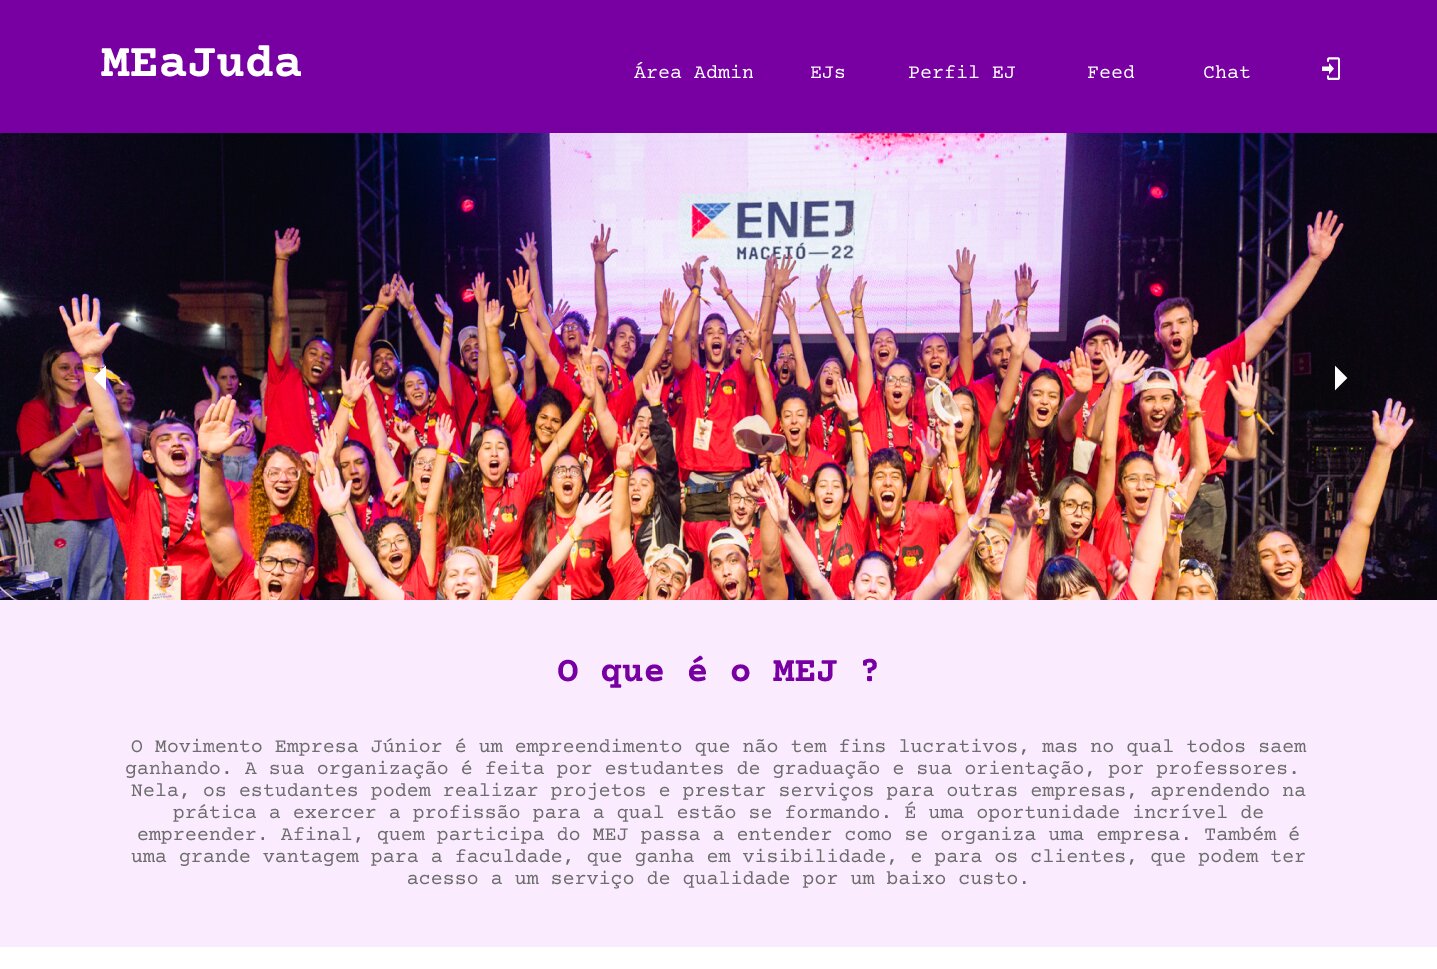 MEaJuda
Área Admin EJs Perfil EJ Feed Chat
ENEJ
MACEIÓ—22
O que é o MEJ ?
O Movimento Empresa Júnior é um empreendimento que não tem fins lucrativos, mas no qual todos saem
ganhando. A sua organização é feita por estudantes de graduação e sua orientação, por professores.
Nela, os estudantes podem realizar projetos e prestar serviços para outras empresas, aprendendo na
prática a exercer a profissão para a qual estão se formando. É uma oportunidade incrível de
empreender. Afinal, quem participa do MEJ passa a entender como se organiza uma empresa. Também é
uma grande vantagem para a faculdade, que ganha em visibilidade, e para os clientes, que podem ter
acesso a um serviço de qualidade por um baixo custo.